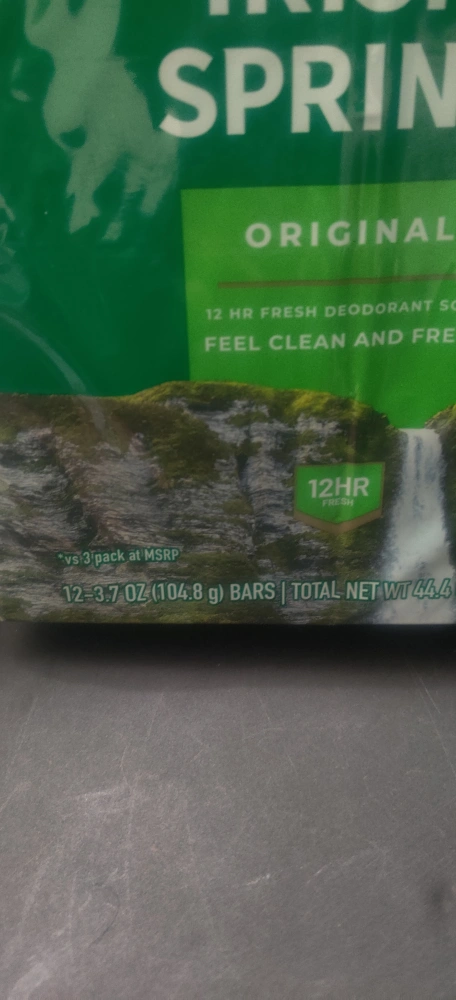 SPRIN
ORIGINAL
12 HR FRESH DEODORANT
FEEL CLEAN AND FRE
12HR
FRESH
*vs 3 pack at MSRP
12-3.7 OZ (104.8 g) BARS | TOTAL NET WT 44.4